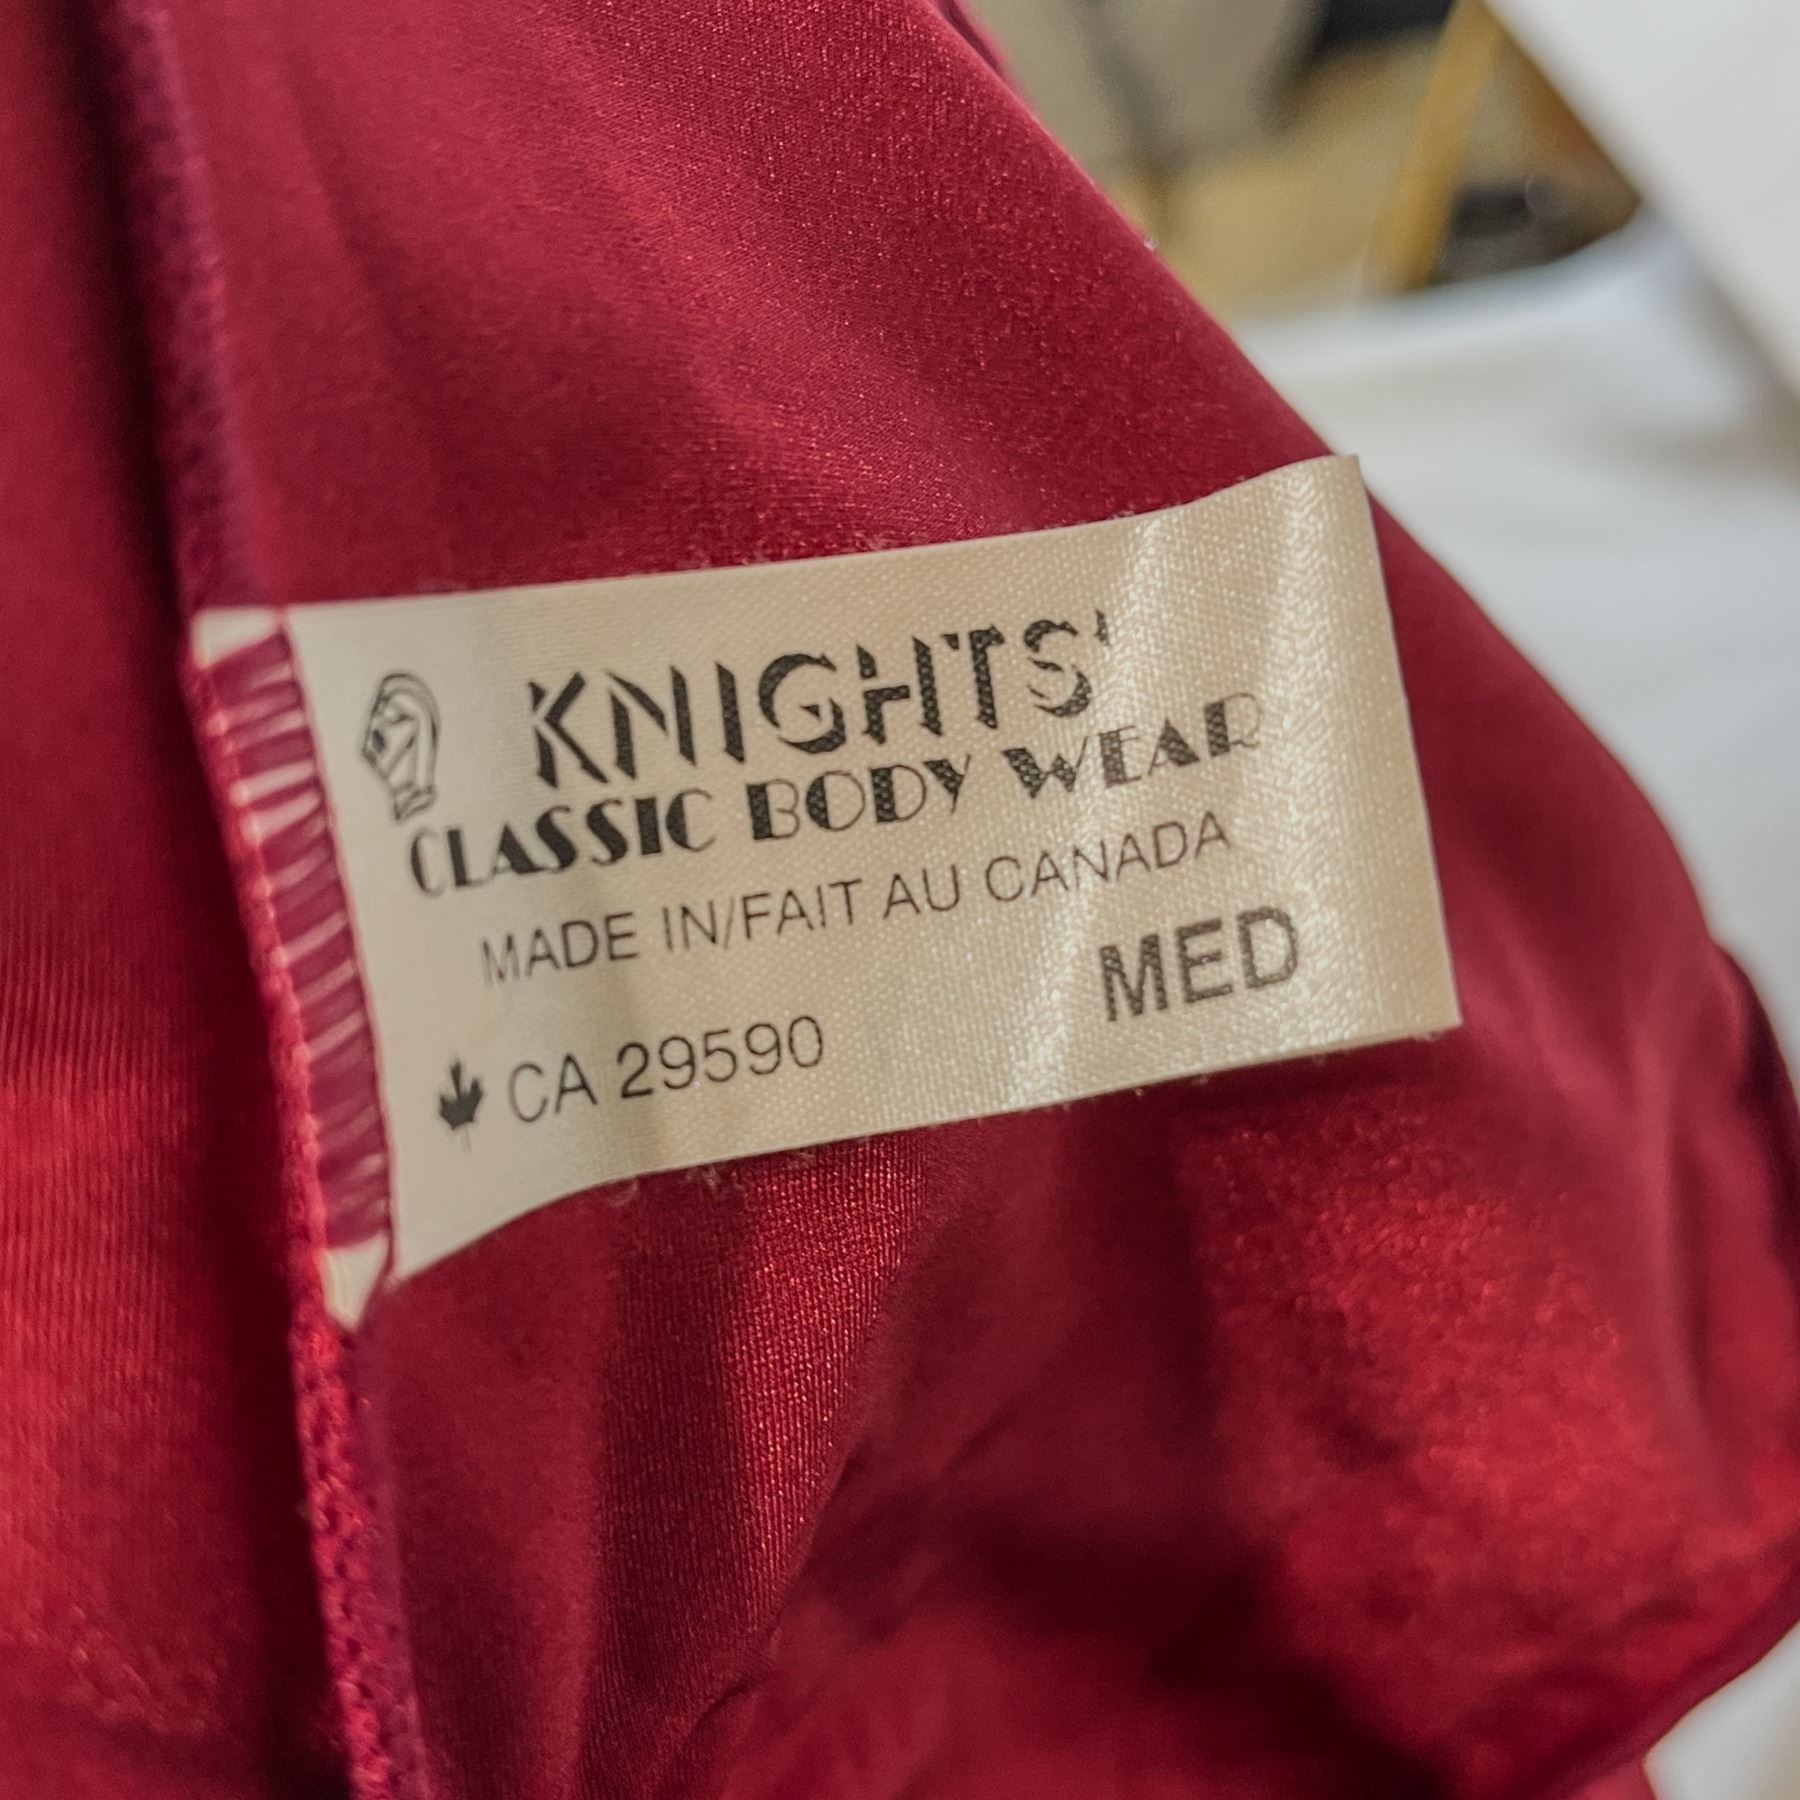 KNIGHTS'
CLASSIC BODY WEAR
MADE IN/FAIT AU CANADA
MED
CA 29590